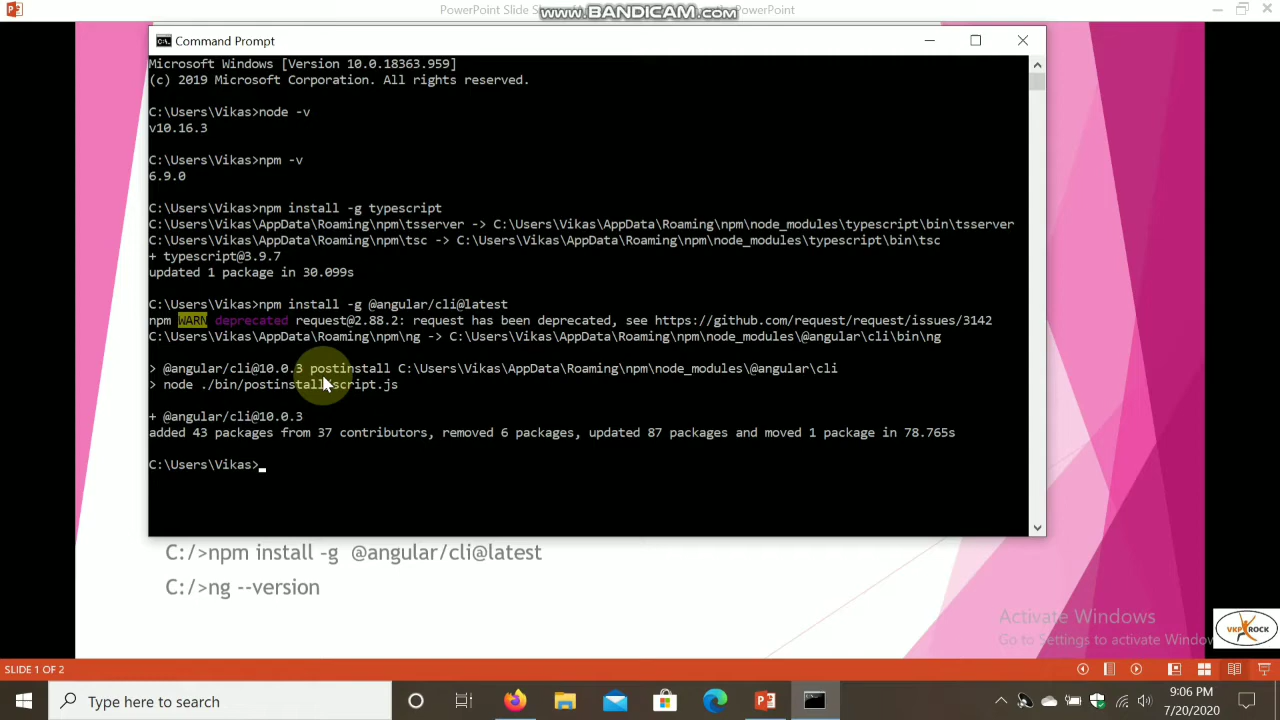 PowerPoint Slide S
PowerPoint
www.BANDICAM.com
Command Prompt
Microsoft Windows [Version 10.0.18363.959]
(c) 2019 Microsoft Corporation. All rights reserved.
C:\Users\Vikas>node -v
v10.16.3
C:\Users\Vikas>npm -v
6.9.0
C:\Users\Vikas>npm install -g typescript
C:\Users\Vikas\AppData\Roaming\npm\tsserver -> C:\Users\Vikas\AppData\Roaming\npm\node_modules\typescript\bin\tsserver
C:\Users\Vikas\AppData\Roaming\npm\tsc -> C:\Users\Vikas\AppData\Roaming\npm\node_modules\typescript\bin\tsc
+ typescript@3.9.7
updated 1 package in 30.099s
C:\Users\Vikas>npm install -g @angular/cli@latest
npm WARN deprecated request@2.88.2: request has been deprecated, see https://github.com/request/request/issues/3142
C:\Users\Vikas\AppData\Roaming\npm\ng -> C:\Users\Vikas\AppData\Roaming\npm\node_modules\@angular\cli\bin\ng
> @angular/cli@10.0.3 postinstall C:\Users\Vikas\AppData\Roaming\npm\node_modules\@angular\cli
> node ./bin/postinstall/script.js
+ @angular/cli@10.0.3
added 43 packages from 37 contributors, removed 6 packages, updated 87 packages and moved 1 package in 78.765s
C:\Users\Vikas>
C:/>npm install -g @angular/cli@latest
C:/>ng --version
Activate Windows
Go to Settings to activate Window
VKP ROCK
SLIDE 1 OF 2
Type here to search
9:06 PM
7/20/2020